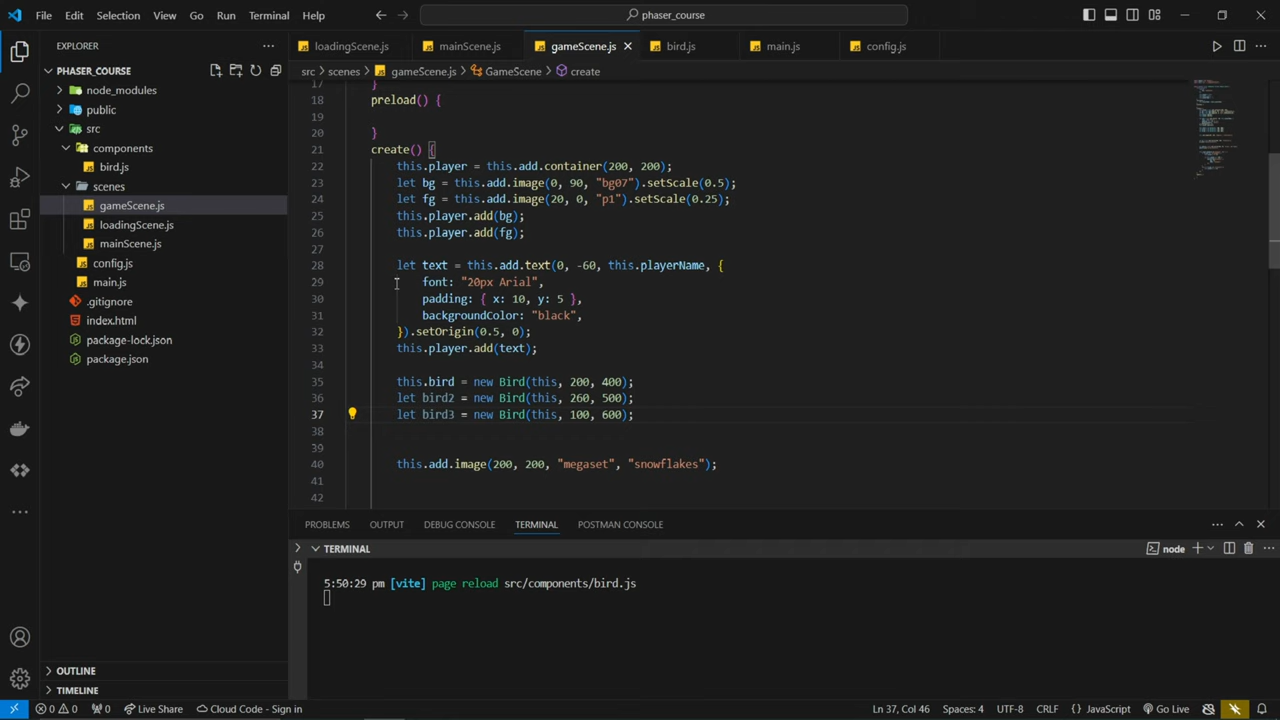 File Edit Selection View Go Run Terminal Help phaser_course
EXPLORER
PHASER_COURSE
node_modules
public
src
components
bird.js
scenes
gameScene.js
loadingScene.js
mainScene.js
config.js
main.js
.gitignore
index.html
package-lock.json
package.json
OUTLINE
TIMELINE
loadingScene.js mainScene.js gameScene.js bird.js main.js config.js
src > scenes > gameScene.js > GameScene > create
17 }
18 preload() {
19
20 }
21 create() {
22 this.player = this.add.container(200, 200);
23 let bg = this.add.image(0, 90, "bg07").setScale(0.5);
24 let fg = this.add.image(20, 0, "p1").setScale(0.25);
25 this.player.add(bg);
26 this.player.add(fg);
27
28 let text = this.add.text(0, -60, this.playerName, {
29 font: "20px Arial",
30 padding: { x: 10, y: 5 },
31 backgroundColor: "black",
32 }).setOrigin(0.5, 0);
33 this.player.add(text);
34
35 this.bird = new Bird(this, 200, 400);
36 let bird2 = new Bird(this, 260, 500);
37 let bird3 = new Bird(this, 100, 600);
38
39
40 this.add.image(200, 200, "megaset", "snowflakes");
41
42
PROBLEMS OUTPUT DEBUG CONSOLE TERMINAL POSTMAN CONSOLE
TERMINAL node
5:50:29 pm [vite] page reload src/components/bird.js
0 0 0 Live Share Cloud Code - Sign in Ln 37, Col 46 Spaces: 4 UTF-8 CRLF {} JavaScript Go Live